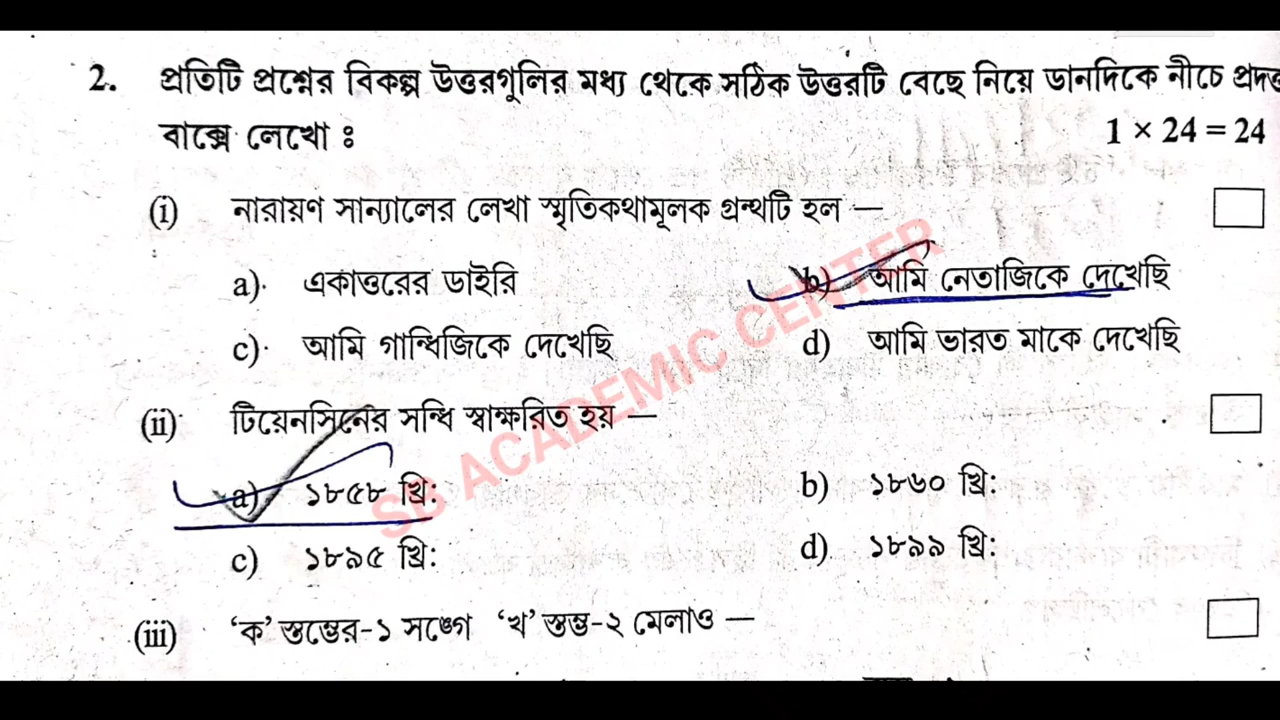 2. প্রতিটি প্রশ্নের বিকল্প উত্তরগুলির মধ্য থেকে সঠিক উত্তরটি বেছে নিয়ে ডানদিকে নীচে প্রদত্ত
বাক্সে লেখো ঃ 1 × 24 = 24
(i) নারায়ণ সান্যালের লেখা স্মৃতিকথামূলক গ্রন্থটি হল —
a) একাত্তরের ডাইরি b) আমি নেতাজিকে দেখেছি
c) আমি গান্ধিজিকে দেখেছি d) আমি ভারত মাকে দেখেছি
(ii) টিয়েনসিনের সন্ধি স্বাক্ষরিত হয় —
a) ১৮৫৮ খ্রি: b) ১৮৬০ খ্রি:
c) ১৮৯৫ খ্রি: d) ১৮৯৯ খ্রি:
(iii) ‘ক’ স্তম্ভের-১ সঙ্গে ‘খ’ স্তম্ভ-২ মেলাও —
SB ACADEMIC CENTER